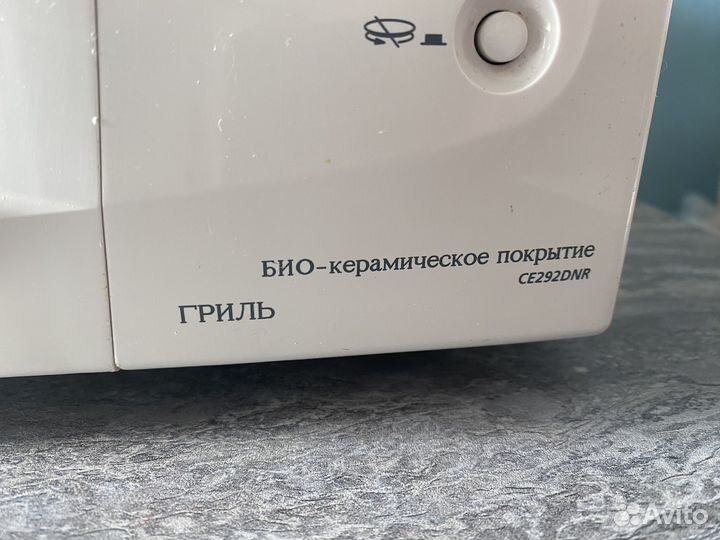 БИО-керамическое покрытие
CE292DNR
ГРИЛЬ
Avito